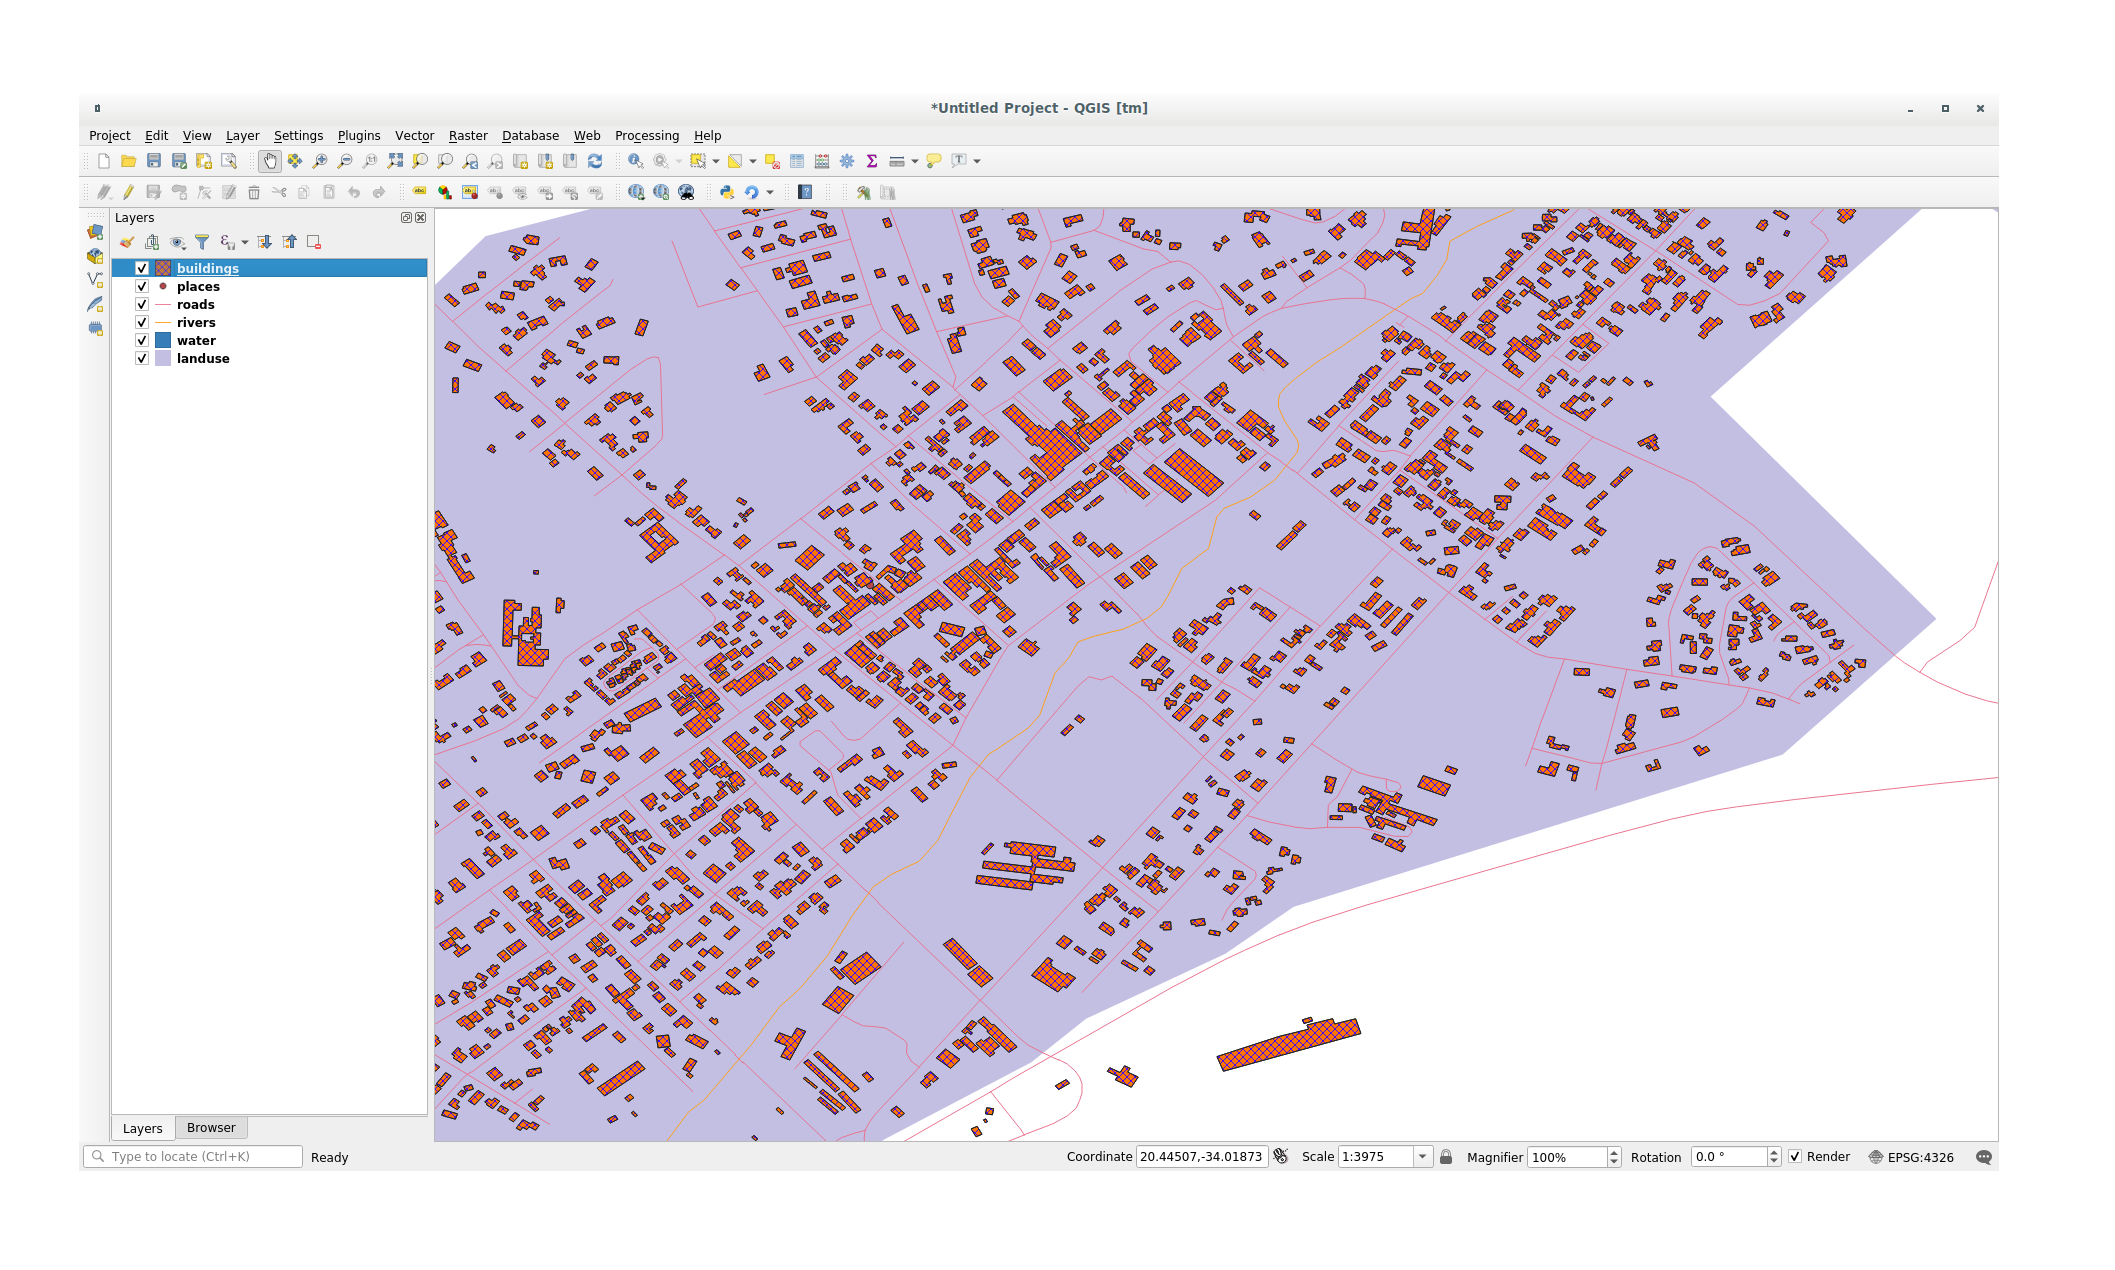 *Untitled Project - QGIS [tm]
Project Edit View Layer Settings Plugins Vector Raster Database Web Processing Help
Layers
buildings
places
roads
rivers
water
landuse
Layers Browser
Type to locate (Ctrl+K) Ready Coordinate 20.44507,-34.01873 Scale 1:3975 Magnifier 100% Rotation 0.0 ° Render EPSG:4326